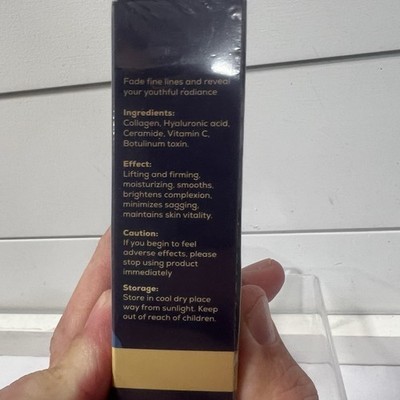 Fade fine lines and reveal
your youthful radiance
Ingredients:
Collagen, Hyaluronic acid,
Ceramide, Vitamin C,
Botulinum toxin.
Effect:
Lifting and firming,
moisturizing, smooths,
brightens complexion,
minimizes sagging,
maintains skin vitality.
Caution:
If you begin to feel
adverse effects, please
stop using product
immediately
Storage:
Store in cool dry place
way from sunlight. Keep
out of reach of children.